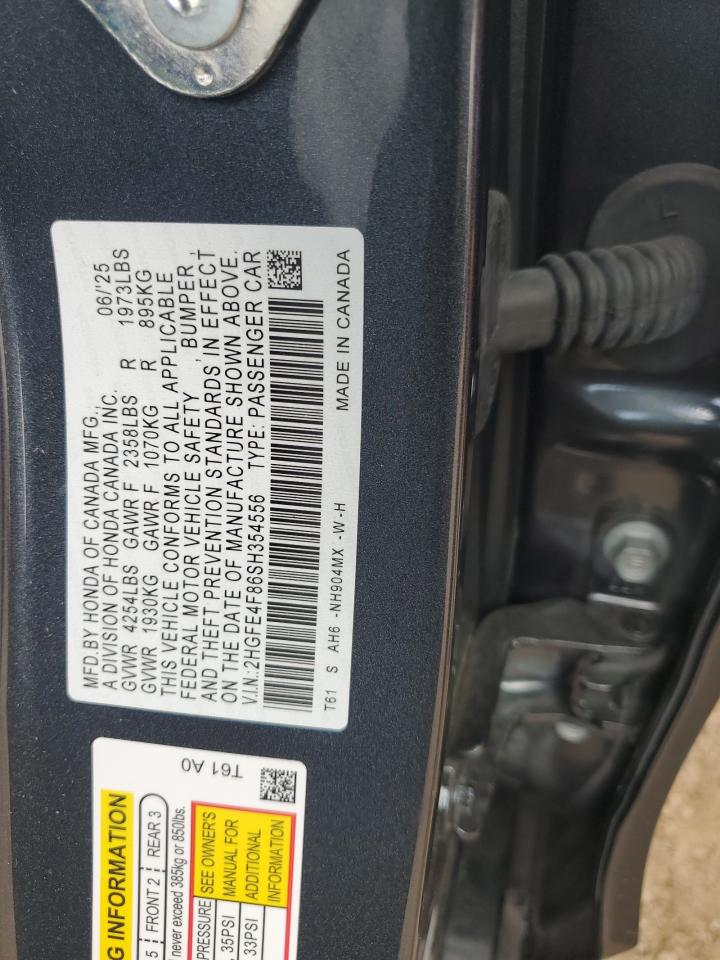 MFD.BY HONDA OF CANADA MFG.,
A DIVISION OF HONDA CANADA INC. 06/'25
GVWR 4254LBS GAWR F 2358LBS R 1973LBS
GVWR 1930KG GAWR F 1070KG R 895KG
THIS VEHICLE CONFORMS TO ALL APPLICABLE
FEDERAL MOTOR VEHICLE SAFETY , BUMPER ,
AND THEFT PREVENTION STANDARDS IN EFFECT
ON THE DATE OF MANUFACTURE SHOWN ABOVE.
V.I.N.:2HGFE4F86SH354556 TYPE: PASSENGER CAR
T61 S AH6 -NH904MX -W-H MADE IN CANADA
T61 A0
G INFORMATION
5 FRONT 2 REAR 3
never exceed 385kg or 850lbs.
PRESSURE SEE OWNER'S
, 35PSI MANUAL FOR
ADDITIONAL
, 33PSI INFORMATION
L